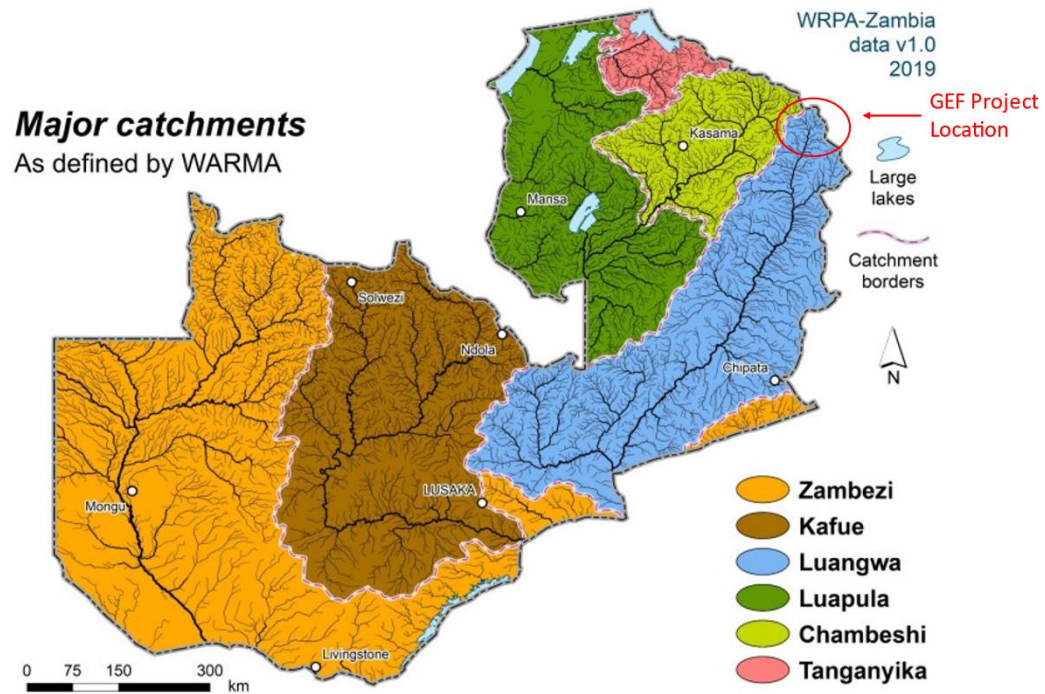 WRPA-Zambia
data v1.0
2019
GEF Project
Location
Major catchments
As defined by WARMA
Large
lakes
Catchment
borders
N
Kasama
Mansa
Solwezi
Ndola
Chipata
Mongu
LUSAKA
Livingstone
Zambezi
Kafue
Luangwa
Luapula
Chambeshi
Tanganyika
0 75 150 300
km